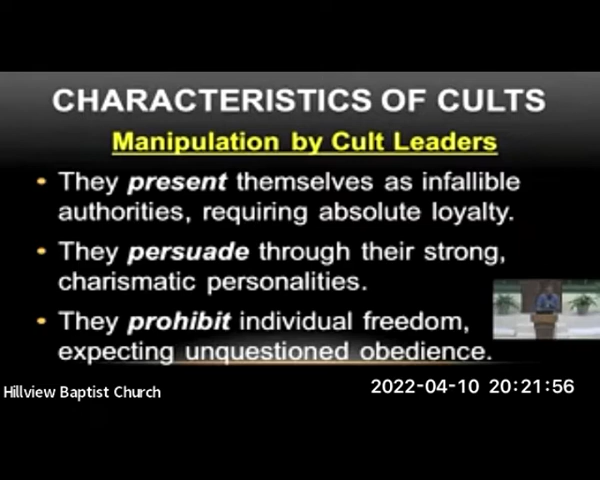 CHARACTERISTICS OF CULTS
Manipulation by Cult Leaders
• They present themselves as infallible
authorities, requiring absolute loyalty.
• They persuade through their strong,
charismatic personalities.
• They prohibit individual freedom,
expecting unquestioned obedience.
Hillview Baptist Church
2022-04-10 20:21:56